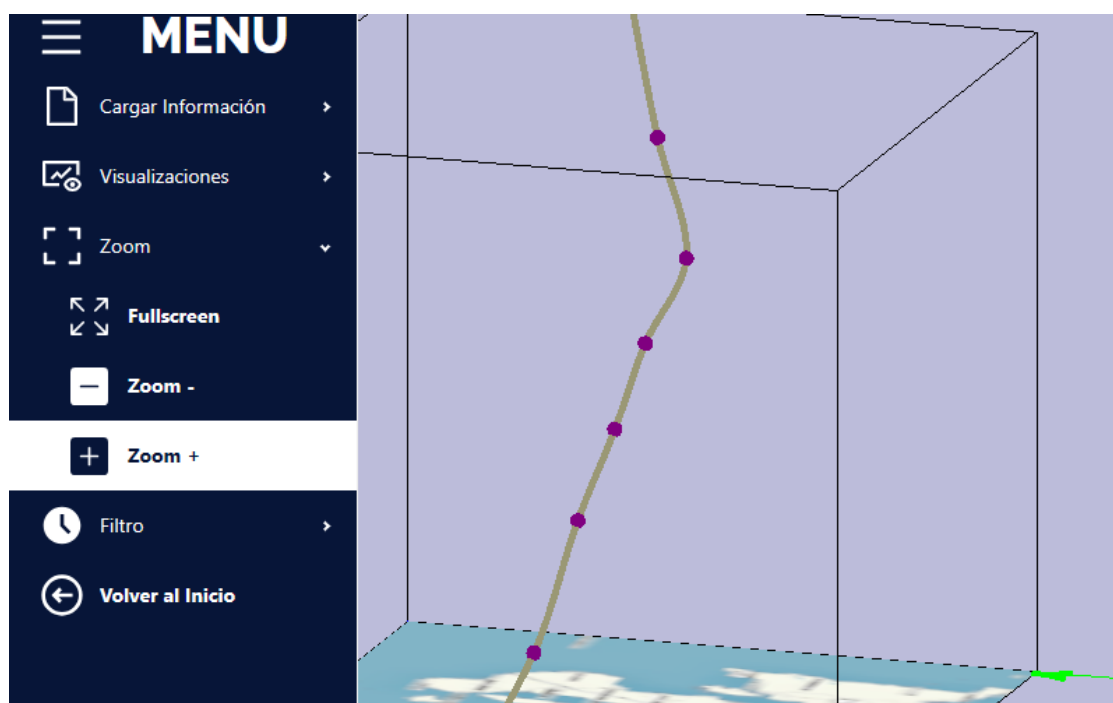 MENU
Cargar Información
Visualizaciones
Zoom
Fullscreen
Zoom -
Zoom +
Filtro
Volver al Inicio